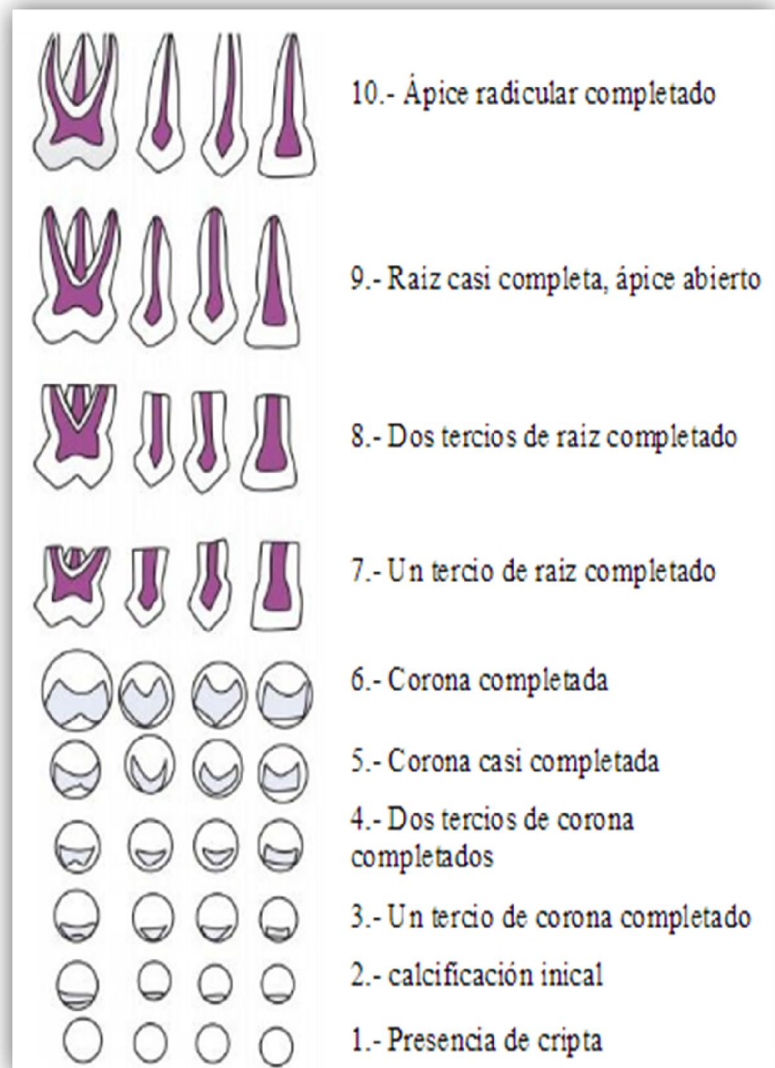 10.- Ápice radicular completado
9.- Raiz casi completa, ápice abierto
8.- Dos tercios de raiz completado
7.- Un tercio de raiz completado
6.- Corona completada
5.- Corona casi completada
4.- Dos tercios de corona
completados
3.- Un tercio de corona completado
2.- calcificación inical
1.- Presencia de cripta